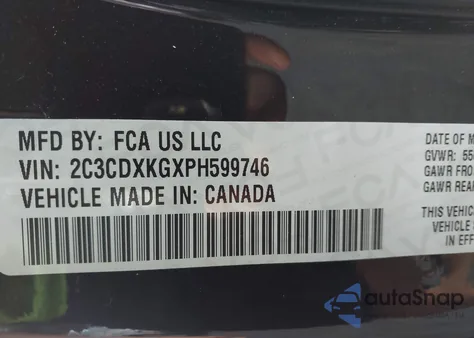 MFD BY: FCA US LLC
VIN: 2C3CDXKGXPH599746
VEHICLE MADE IN: CANADA
DATE OF M
GVWR: 55
GAWR FRO
GAWR REA
THIS VEHIC
VEHICLE
IN EFF
autoSnap